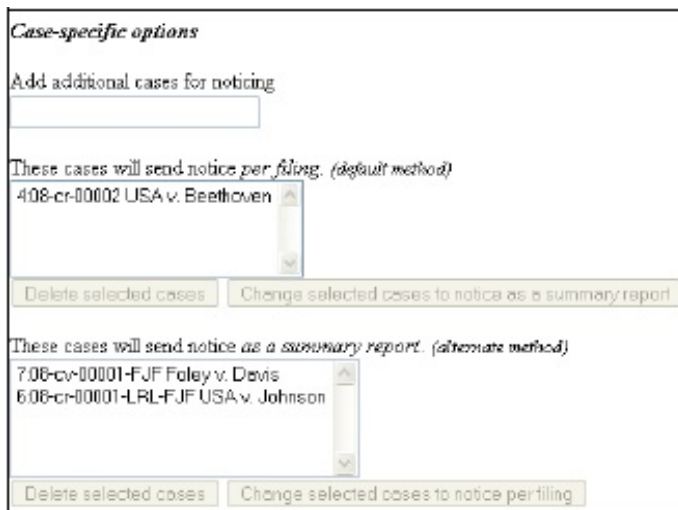 Case-specific options
Add additional cases for noticing
These cases will send notice per filing. (default method)
4:08-cr-00002 USA v. Beethoven
Delete selected cases Change selected cases to notice as a summary report
These cases will send notice as a summary report. (alternate method)
7:08-cv-00001-FJF Foley v. Davis
6:08-cr-00001-LRL-FJF USA v. Johnson
Delete selected cases Change selected cases to notice per filing